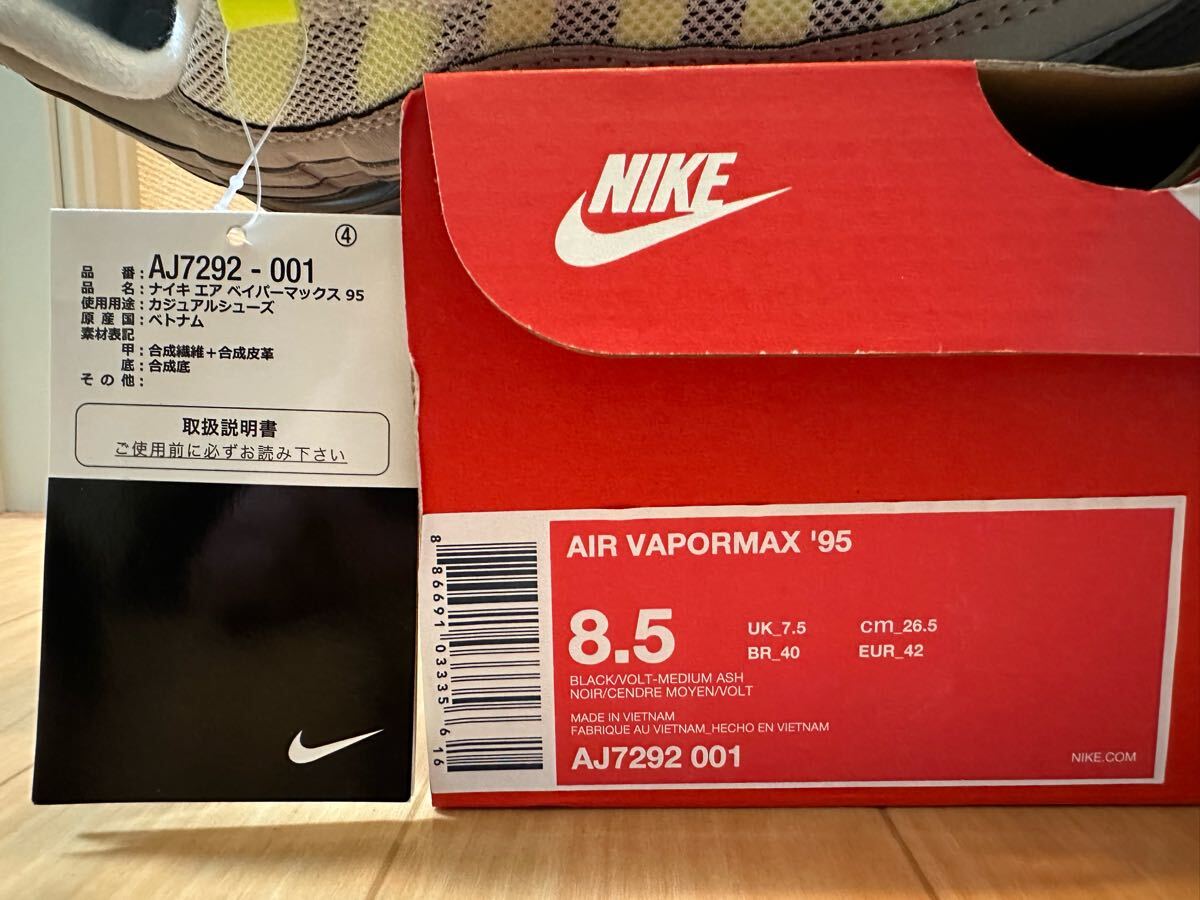 ④
品 番：AJ7292 - 001
品 名：ナイキ エア ベイパーマックス 95
使用用途：カジュアルシューズ
原 産 国：ベトナム
素材表記
甲：合成繊維＋合成皮革
底：合成底
そ の 他：
取扱説明書
ご使用前に必ずお読み下さい
NIKE
8 86691 03335 6 16
AIR VAPORMAX '95
8.5
UK_7.5 cm_26.5
BR_40 EUR_42
BLACK/VOLT-MEDIUM ASH
NOIR/CENDRE MOYEN/VOLT
MADE IN VIETNAM
FABRIQUE AU VIETNAM_HECHO EN VIETNAM
AJ7292 001
NIKE.COM